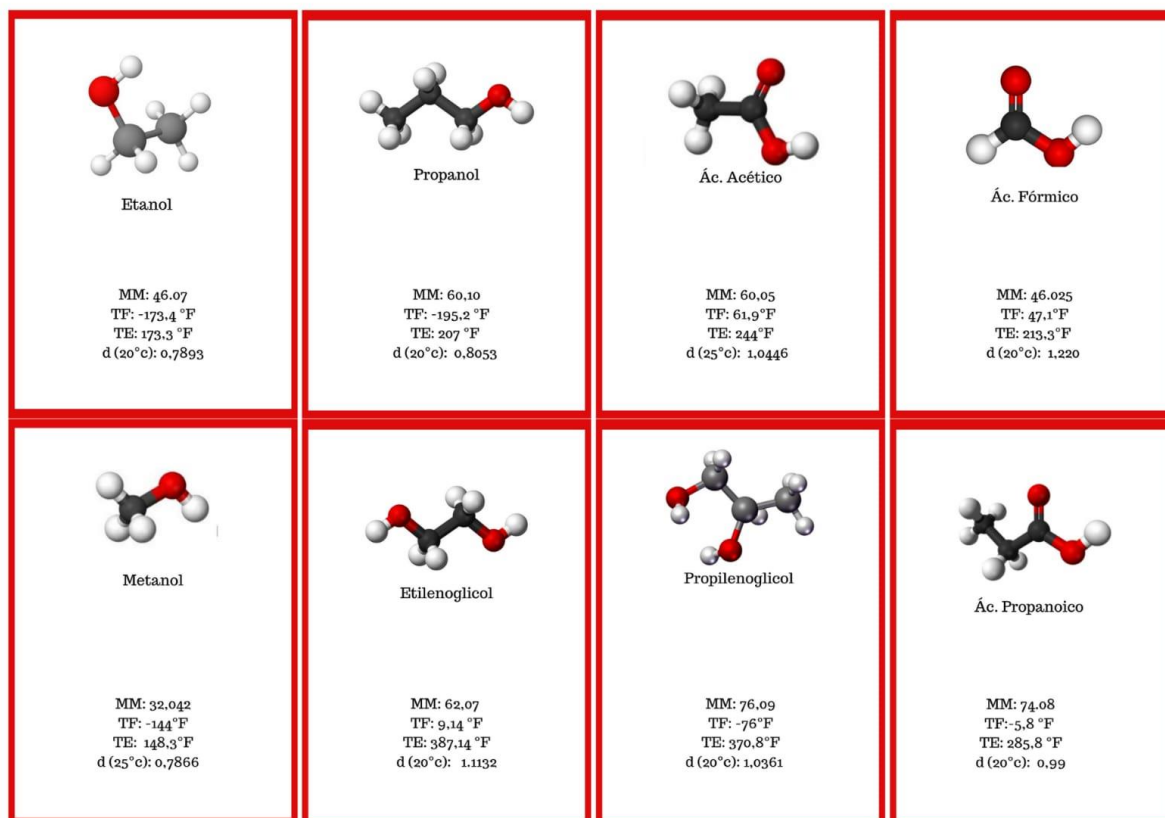 Etanol
MM: 46.07
TF: -173,4 °F
TE: 173,3 °F
d (20°c): 0,7893
Propanol
MM: 60,10
TF: -195,2 °F
TE: 207 °F
d (20°c): 0,8053
Ác. Acético
MM: 60,05
TF: 61,9°F
TE: 244°F
d (25°c): 1,0446
Ác. Fórmico
MM: 46.025
TF: 47,1°F
TE: 213,3°F
d (20°c): 1,220
Metanol
MM: 32,042
TF: -144°F
TE: 148,3°F
d (25°c): 0,7866
Etilenoglicol
MM: 62,07
TF: 9,14 °F
TE: 387,14 °F
d (20°c): 1.1132
Propilenoglicol
MM: 76,09
TF: -76°F
TE: 370,8°F
d (20°c): 1,0361
Ác. Propanoico
MM: 74.08
TF:-5,8 °F
TE: 285,8 °F
d (20°c): 0,99